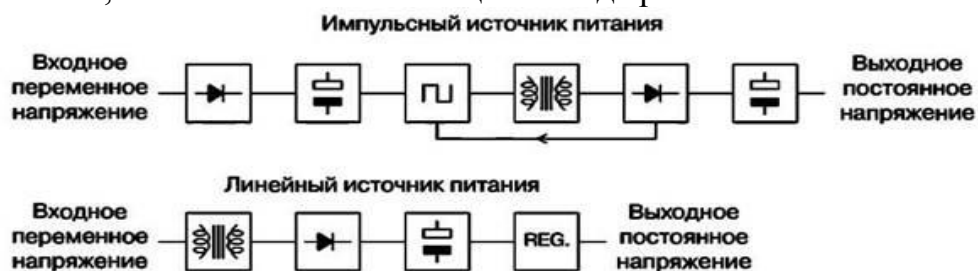 Импульсный источник питания
Входное
переменное
напряжение
Выходное
постоянное
напряжение
Линейный источник питания
Входное
переменное
напряжение
REG.
Выходное
постоянное
напряжение